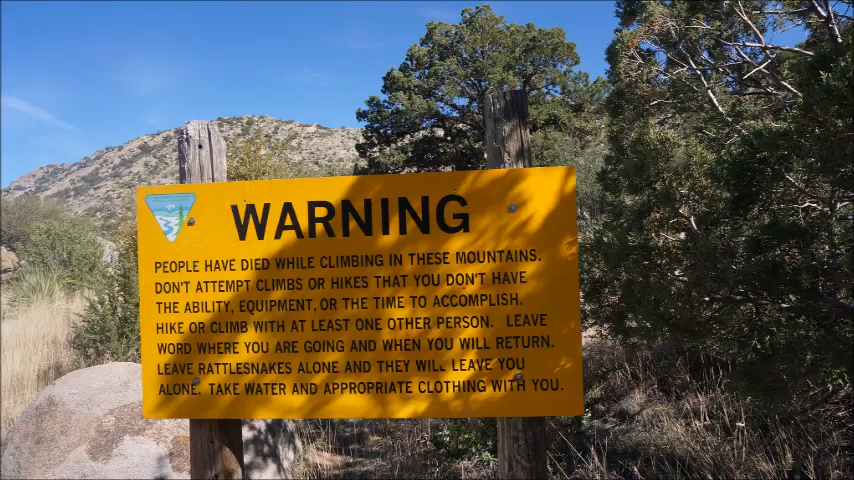 WARNING
PEOPLE HAVE DIED WHILE CLIMBING IN THESE MOUNTAINS.
DON'T ATTEMPT CLIMBS OR HIKES THAT YOU DON'T HAVE
THE ABILITY, EQUIPMENT, OR THE TIME TO ACCOMPLISH.
HIKE OR CLIMB WITH AT LEAST ONE OTHER PERSON. LEAVE
WORD WHERE YOU ARE GOING AND WHEN YOU WILL RETURN.
LEAVE RATTLESNAKES ALONE AND THEY WILL LEAVE YOU
ALONE. TAKE WATER AND APPROPRIATE CLOTHING WITH YOU.